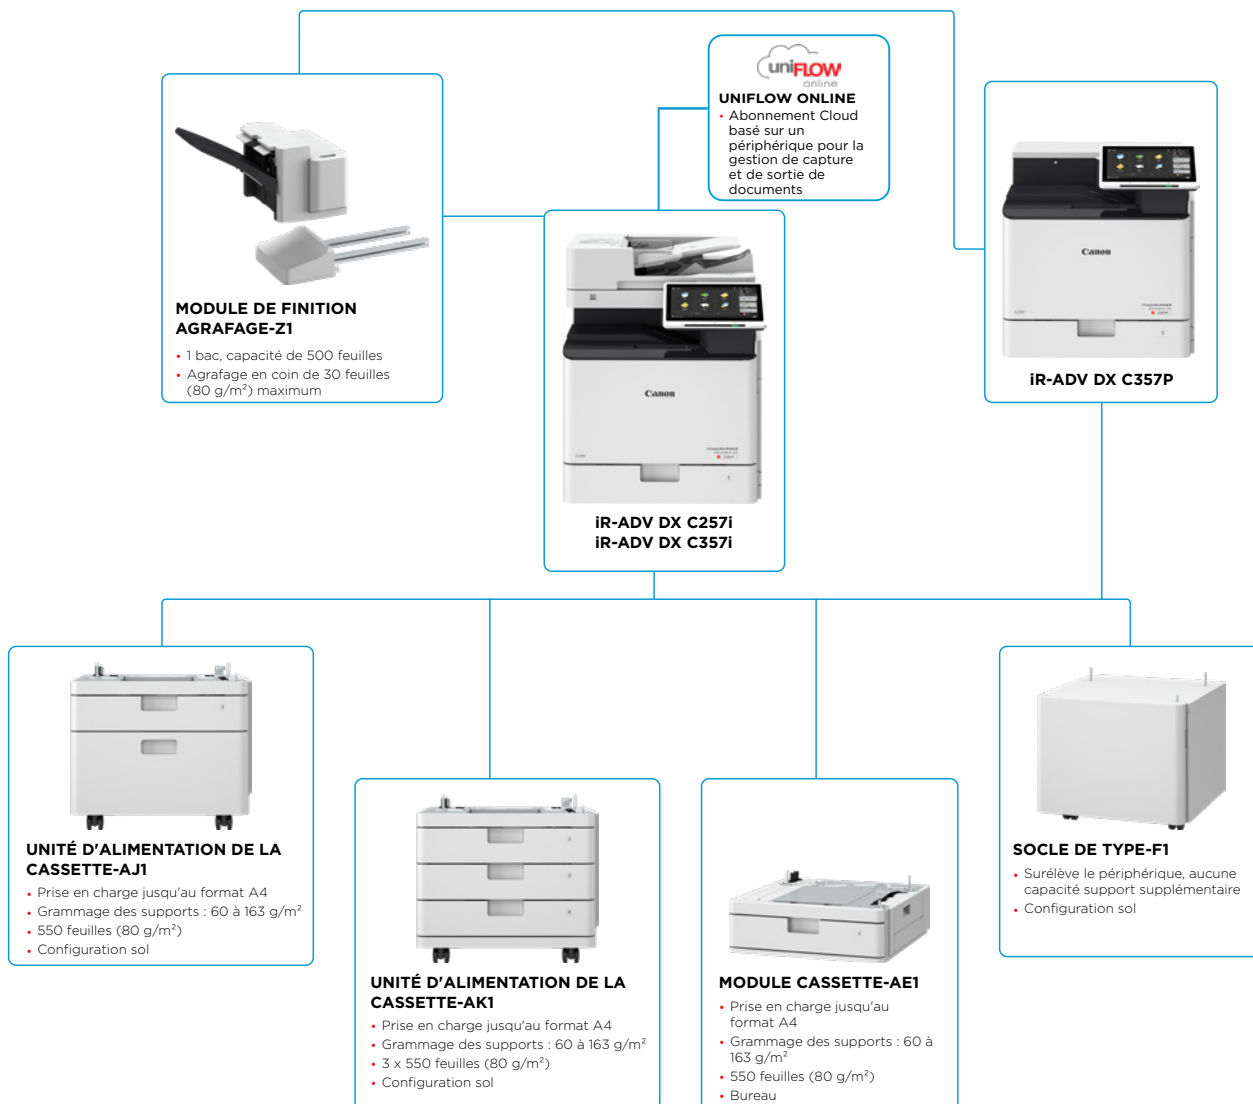 uniFLOW
online
UNIFLOW ONLINE
• Abonnement Cloud
basé sur un
périphérique pour la
gestion de capture
et de sortie de
documents
MODULE DE FINITION
AGRAFAGE-Z1
• 1 bac, capacité de 500 feuilles
• Agrafage en coin de 30 feuilles
(80 g/m²) maximum
Canon
iR-ADV DX C257i
iR-ADV DX C357i
Canon
iR-ADV DX C357P
UNITÉ D'ALIMENTATION DE LA
CASSETTE-AJ1
• Prise en charge jusqu'au format A4
• Grammage des supports : 60 à 163 g/m²
• 550 feuilles (80 g/m²)
• Configuration sol
UNITÉ D'ALIMENTATION DE LA
CASSETTE-AK1
• Prise en charge jusqu'au format A4
• Grammage des supports : 60 à 163 g/m²
• 3 x 550 feuilles (80 g/m²)
• Configuration sol
MODULE CASSETTE-AE1
• Prise en charge jusqu'au
format A4
• Grammage des supports : 60 à
163 g/m²
• 550 feuilles (80 g/m²)
• Bureau
SOCLE DE TYPE-F1
• Surélève le périphérique, aucune
capacité support supplémentaire
• Configuration sol